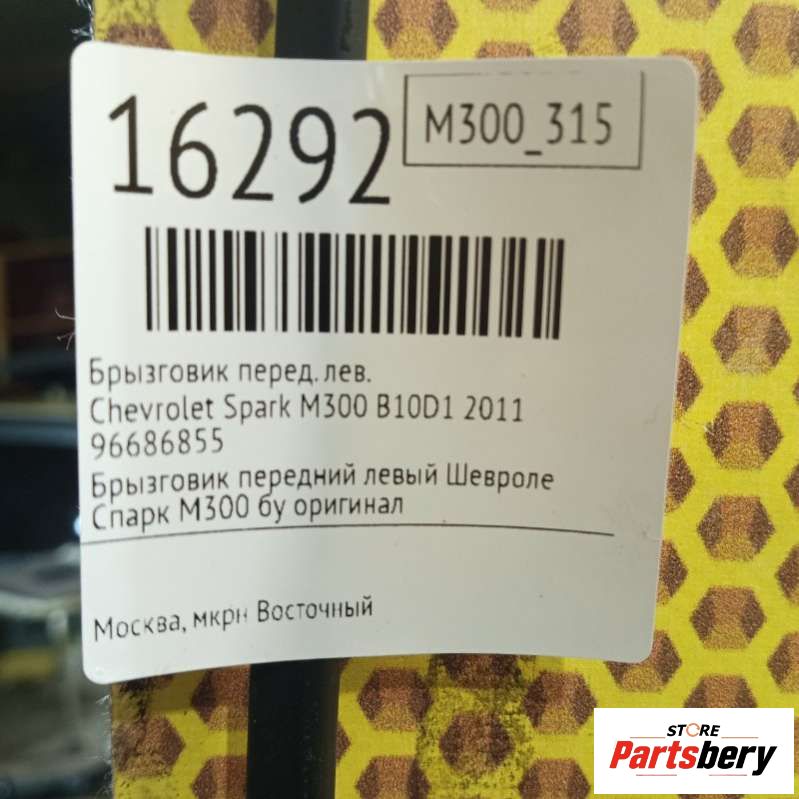 16292
M300_315
Брызговик перед. лев.
Chevrolet Spark M300 B10D1 2011
96686855
Брызговик передний левый Шевроле
Спарк М300 бу оригинал
Москва, мкрн Восточный
STORE
Partsbery